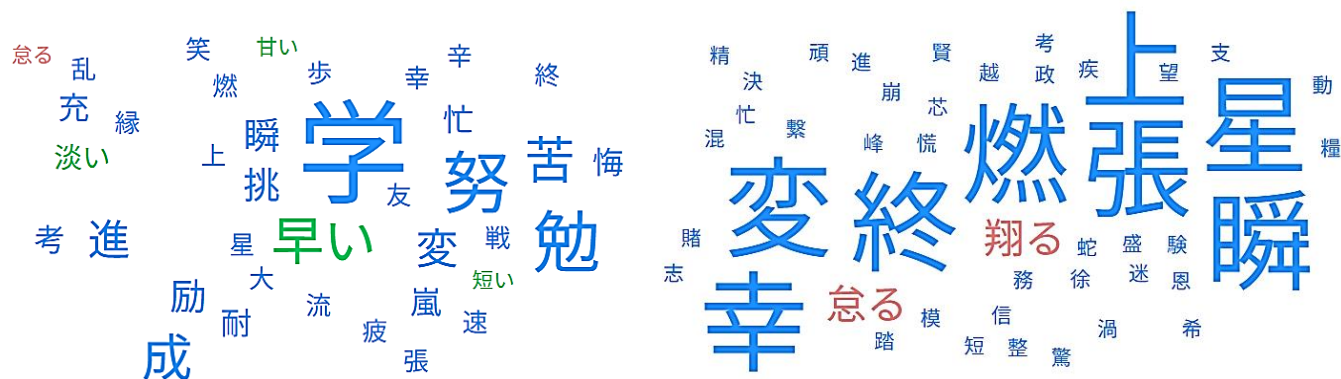 怠る
乱
充
縁
淡い
笑
甘い
燃
歩
幸
辛
終
瞬
学
忙
上
挑
友
努
苦
悔
考
進
星
早い
変
戦
勉
大
短い
励
耐
流
嵐
速
成
疲
張
精
決
忙
混
頑
進
繋
崩
賢
芯
越
考
政
疾
上
望
支
動
糧
峰
慌
燃
張
星
変
終
瞬
賭
志
幸
翔る
怠る
蛇
盛
験
務
徐
迷
恩
模
踏
信
短
整
驚
渦
希